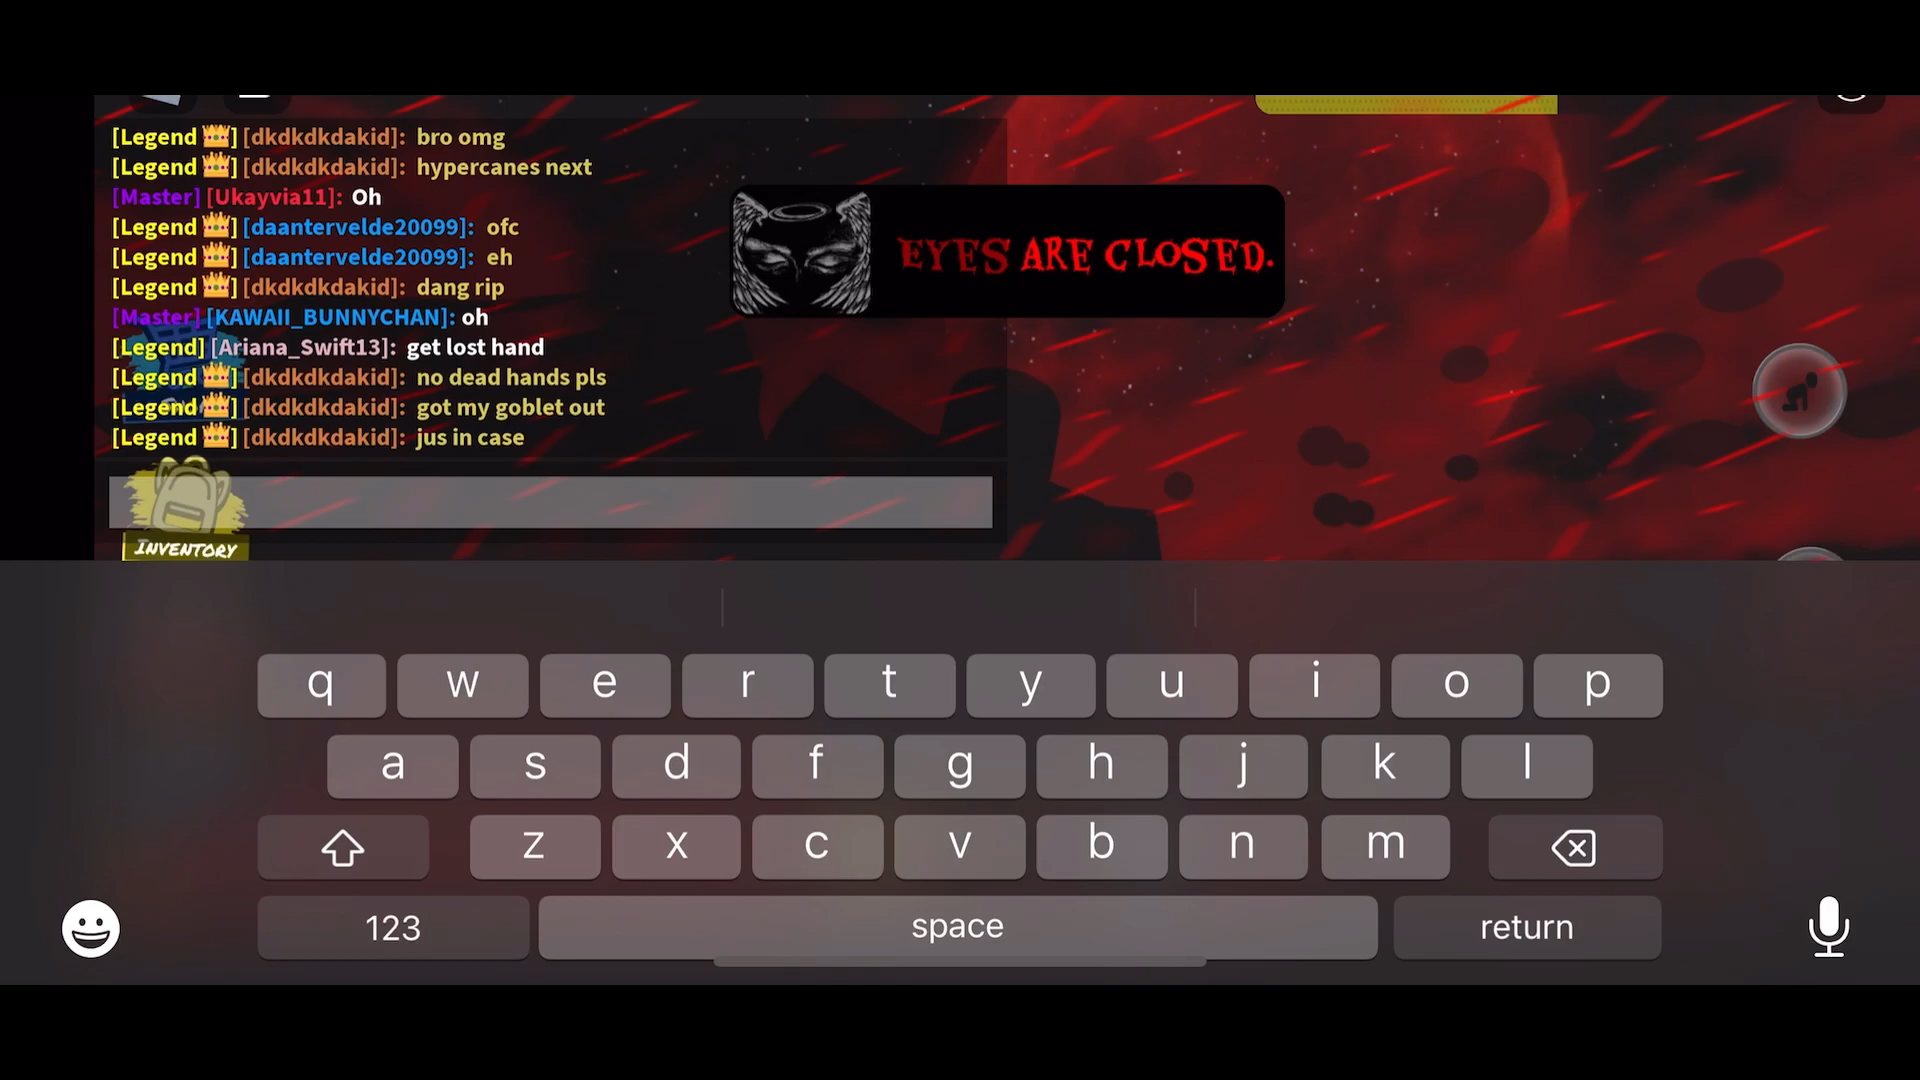 [Legend 👑] [dkdkdkdakid]: bro omg
[Legend 👑] [dkdkdkdakid]: hypercanes next
[Master] [Ukayvia11]: Oh
[Legend 👑] [daantervelde20099]: ofc
[Legend 👑] [daantervelde20099]: eh
[Legend 👑] [dkdkdkdakid]: dang rip
[Master] [KAWAII_BUNNYCHAN]: oh
[Legend] [Ariana_Swift13]: get lost hand
[Legend 👑] [dkdkdkdakid]: no dead hands pls
[Legend 👑] [dkdkdkdakid]: got my goblet out
[Legend 👑] [dkdkdkdakid]: jus in case
EYES ARE CLOSED.
INVENTORY
q w e r t y u i o p
a s d f g h j k l
z x c v b n m
123 space return